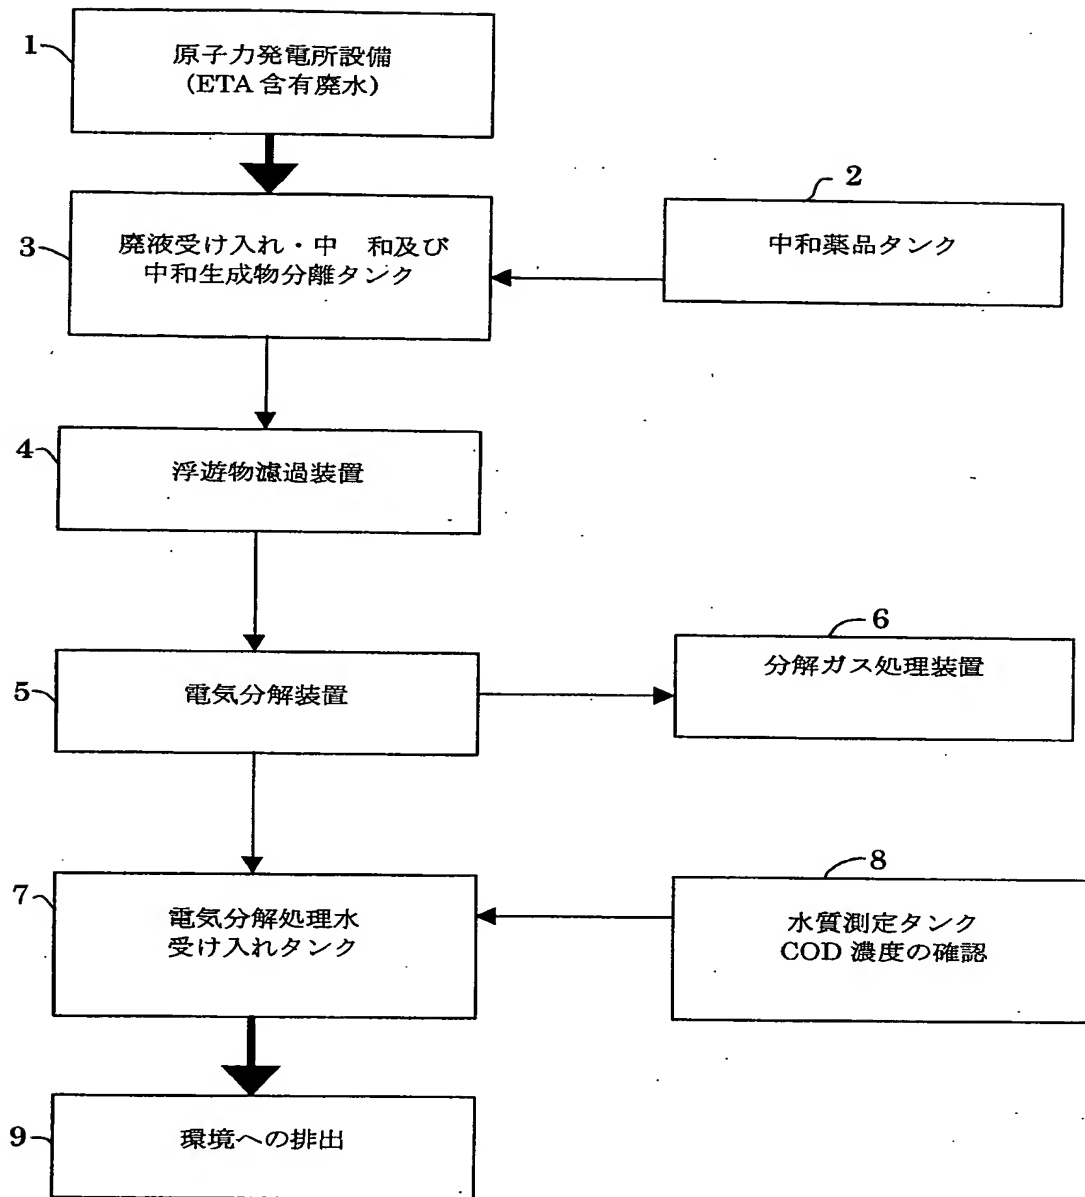 1
原子力発電所設備
(ETA 含有廃水)
2
3
廃液受け入れ・中　和及び
中和生成物分離タンク
中和薬品タンク
4
浮遊物濾過装置
6
5
電気分解装置
分解ガス処理装置
8
7
電気分解処理水
受け入れタンク
水質測定タンク
COD 濃度の確認
9
環境への排出